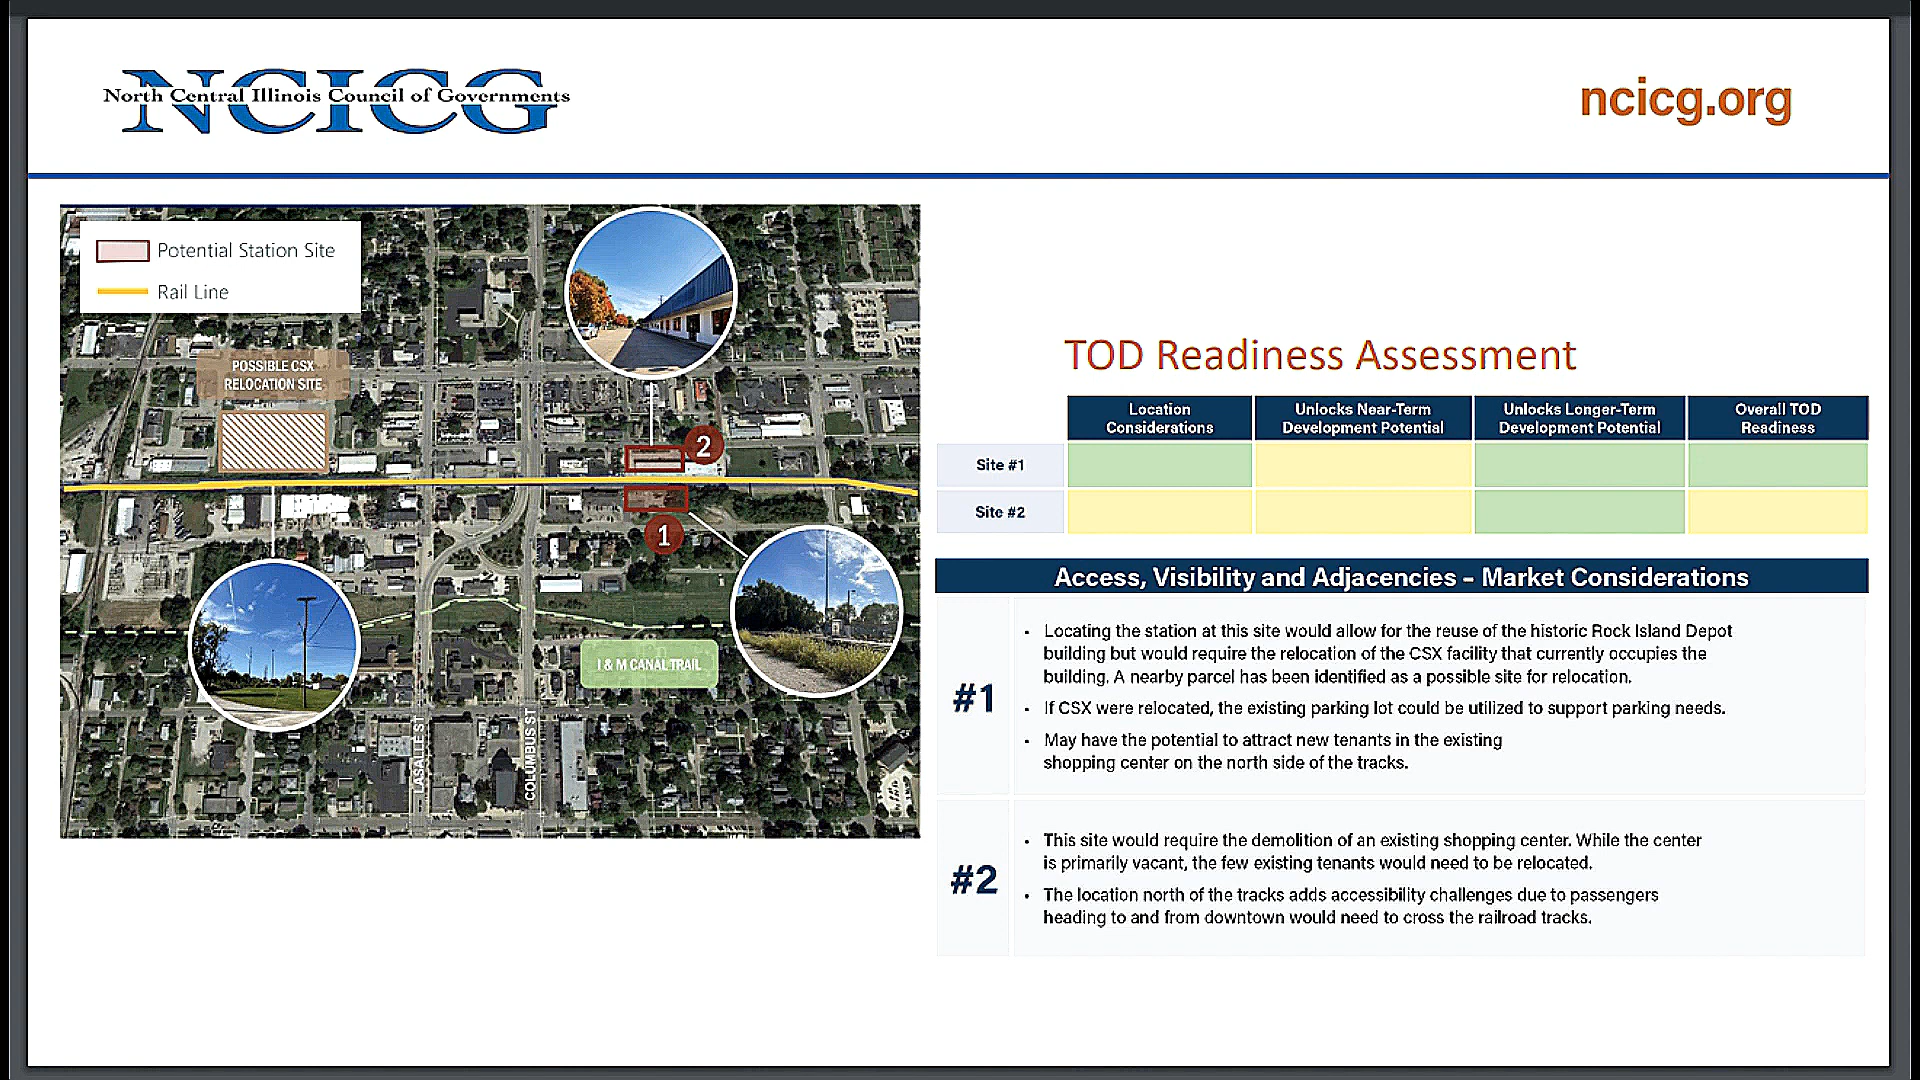 NCICG
North Central Illinois Council of Governments
ncicg.org
Potential Station Site
Rail Line
POSSIBLE CSX
RELOCATION SITE
2
1
I & M CANAL TRAIL
LASALLE ST
COLUMBUS ST
TOD Readiness Assessment
Location
Considerations
Unlocks Near-Term
Development Potential
Unlocks Longer-Term
Development Potential
Overall TOD
Readiness
Site #1
Site #2
Access, Visibility and Adjacencies – Market Considerations
#1
• Locating the station at this site would allow for the reuse of the historic Rock Island Depot
building but would require the relocation of the CSX facility that currently occupies the
building. A nearby parcel has been identified as a possible site for relocation.
• If CSX were relocated, the existing parking lot could be utilized to support parking needs.
• May have the potential to attract new tenants in the existing
shopping center on the north side of the tracks.
#2
• This site would require the demolition of an existing shopping center. While the center
is primarily vacant, the few existing tenants would need to be relocated.
• The location north of the tracks adds accessibility challenges due to passengers
heading to and from downtown would need to cross the railroad tracks.